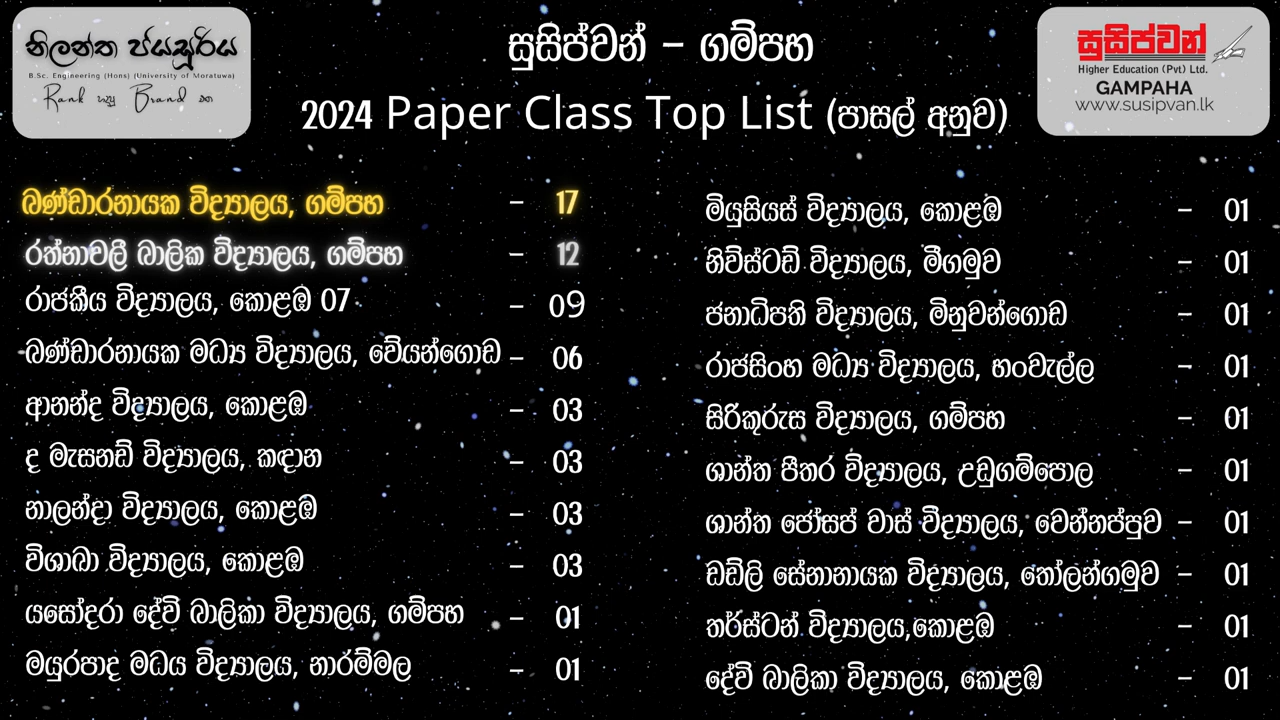 නිලන්ත ජයසූරිය
B.Sc. Engineering (Hons) (University of Moratuwa)
Rank හදපු Brand එක
සුසිප්වන් – ගම්පහ
2024 Paper Class Top List (පාසල් අනුව)
සුසිප්වන්
Higher Education (Pvt) Ltd.
GAMPAHA
www.susipvan.lk
බණ්ඩාරනායක විද්‍යාලය, ගම්පහ – 17
රත්නාවලී බාලික විද්‍යාලය, ගම්පහ – 12
රාජකීය විද්‍යාලය, කොළඹ 07 – 09
බණ්ඩාරනායක මධ්‍ය විද්‍යාලය, වේයන්ගොඩ – 06
ආනන්ද විද්‍යාලය, කොළඹ – 03
ද මැසනඩ් විද්‍යාලය, කඳාන – 03
නාලන්දා විද්‍යාලය, කොළඹ – 03
විශාඛා විද්‍යාලය, කොළඹ – 03
යසෝදරා දේවි බාලිකා විද්‍යාලය, ගම්පහ – 01
මයුරපාද මධය විද්‍යාලය, නාරම්මල – 01
මියුසියස් විද්‍යාලය, කොළඹ – 01
නිව්ස්ටඩ් විද්‍යාලය, මීගමුව – 01
ජනාධිපති විද්‍යාලය, මිනුවන්ගොඩ – 01
රාජසිංහ මධ්‍ය විද්‍යාලය, හංවැල්ල – 01
සිරිකුරුස විද්‍යාලය, ගම්පහ – 01
ශාන්ත පීතර විද්‍යාලය, උඩුගම්පොල – 01
ශාන්ත ජෝසප් වාස් විද්‍යාලය, වෙන්නප්පුව – 01
ඩඩ්ලි සේනානායක විද්‍යාලය, තෝලන්ගමුව – 01
තර්ස්ටන් විද්‍යාලය,කොළඹ – 01
දේවි බාලිකා විද්‍යාලය, කොළඹ – 01